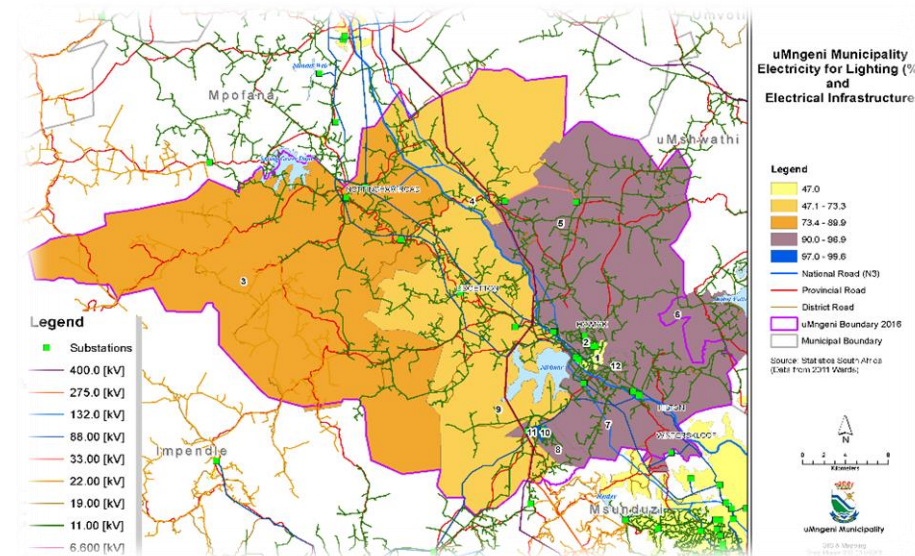 Umvoti
Mpofana
uMshwathi
4
5
3
6
2
1
12
9
11
10
7
8
Impendle
Msunduzi
Legend
Substations
400.0 [kV]
275.0 [kV]
132.0 [kV]
88.00 [kV]
33.00 [kV]
22.00 [kV]
19.00 [kV]
11.00 [kV]
6.600 [kV]
uMngeni Municipality
Electricity for Lighting (%
and
Electrical Infrastructure
Legend
47.0
47.1 - 73.3
73.4 - 89.9
90.0 - 96.9
97.0 - 99.6
National Road (N3)
Provincial Road
District Road
uMngeni Boundary 2016
Municipal Boundary
Source: Statistics South Africa
(Data from 2011 Wards)
N
0
2
4
8
Kilometers
uMngeni Municipality